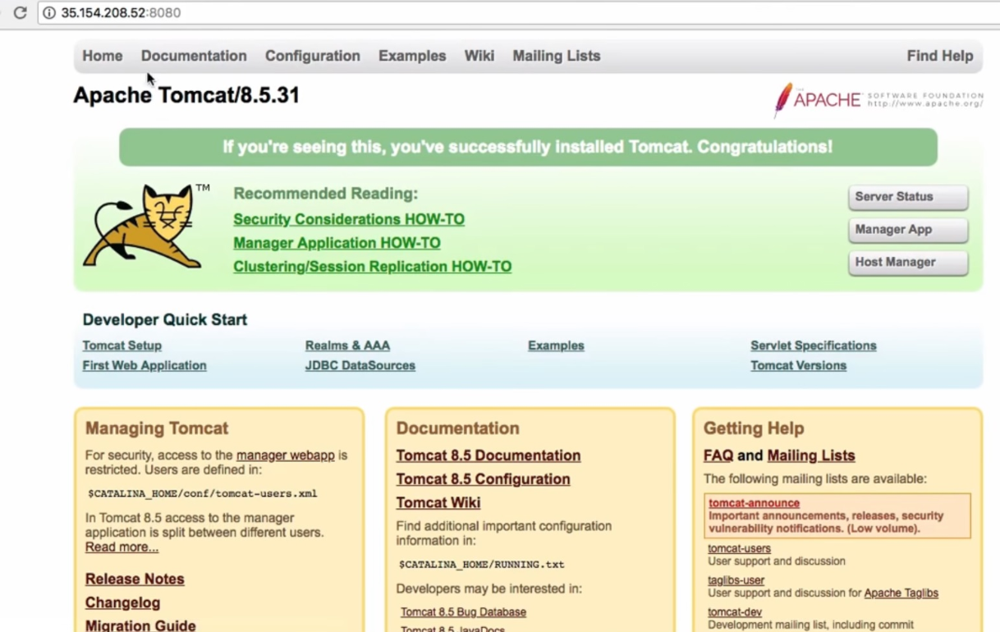 35.154.208.52:8080
Home Documentation Configuration Examples Wiki Mailing Lists Find Help
Apache Tomcat/8.5.31
THE APACHE™ SOFTWARE FOUNDATION
http://www.apache.org/
If you're seeing this, you've successfully installed Tomcat. Congratulations!
TM
Recommended Reading:
Security Considerations HOW-TO
Manager Application HOW-TO
Clustering/Session Replication HOW-TO
Server Status
Manager App
Host Manager
Developer Quick Start
Tomcat Setup
First Web Application
Realms & AAA
JDBC DataSources
Examples
Servlet Specifications
Tomcat Versions
Managing Tomcat
For security, access to the manager webapp is
restricted. Users are defined in:
$CATALINA_HOME/conf/tomcat-users.xml
In Tomcat 8.5 access to the manager
application is split between different users.
Read more...
Release Notes
Changelog
Migration Guide
Documentation
Tomcat 8.5 Documentation
Tomcat 8.5 Configuration
Tomcat Wiki
Find additional important configuration
information in:
$CATALINA_HOME/RUNNING.txt
Developers may be interested in:
Tomcat 8.5 Bug Database
Tomcat 8.5 JavaDocs
Getting Help
FAQ and Mailing Lists
The following mailing lists are available:
tomcat-announce
Important announcements, releases, security
vulnerability notifications. (Low volume).
tomcat-users
User support and discussion
taglibs-user
User support and discussion for Apache Taglibs
tomcat-dev
Development mailing list, including commit